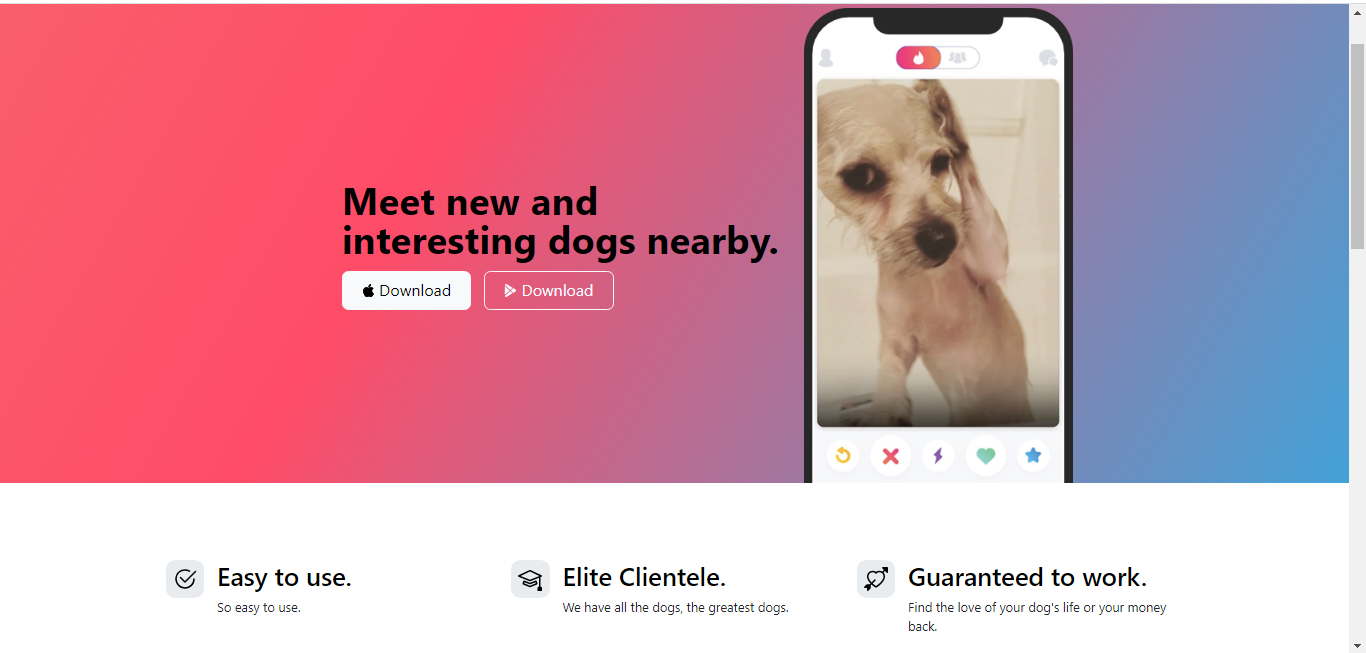 Meet new and
interesting dogs nearby.
Download
Download
Easy to use.
So easy to use.
Elite Clientele.
We have all the dogs, the greatest dogs.
Guaranteed to work.
Find the love of your dog's life or your money
back.